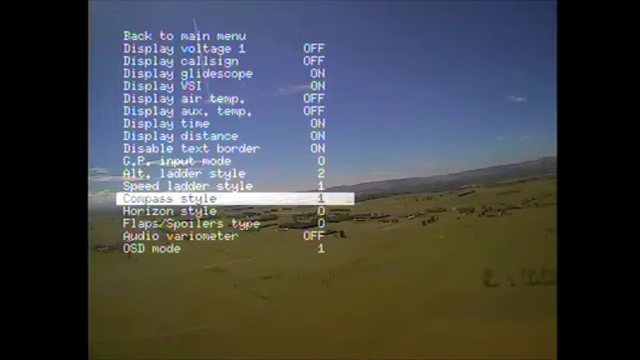 Back to main menu
Display voltage 1 OFF
Display callsign OFF
Display glidescope ON
Display VSI ON
Display air temp. OFF
Display aux. temp. OFF
Display time ON
Display distance ON
Disable text border ON
G.P. input mode 0
Alt. ladder style 2
Speed ladder style 1
Compass style 1
Horizon style 0
Flaps/Spoilers type 0
Audio variometer OFF
OSD mode 1